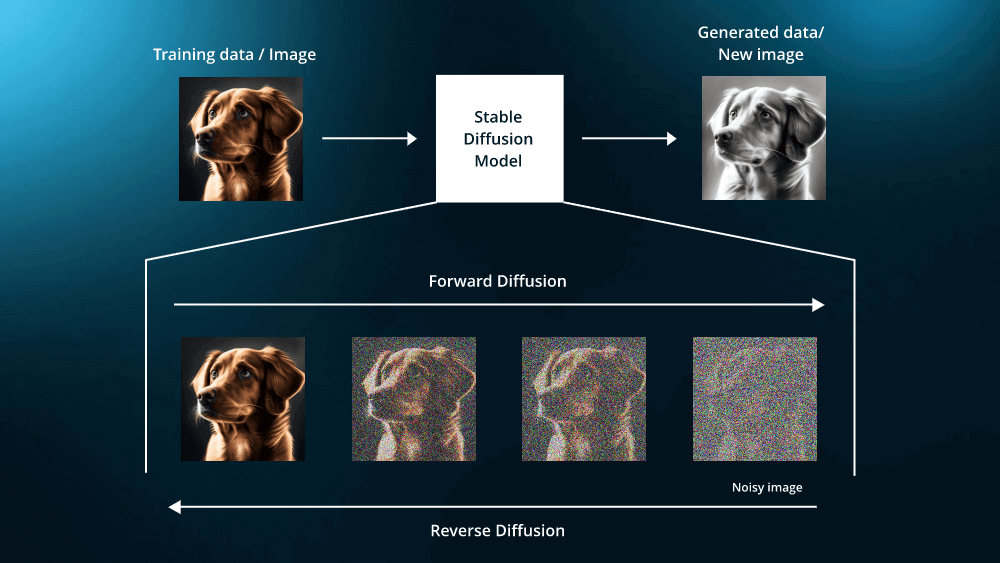 Training data / Image
Generated data/
New image
Stable
Diffusion
Model
Forward Diffusion
Noisy image
Reverse Diffusion